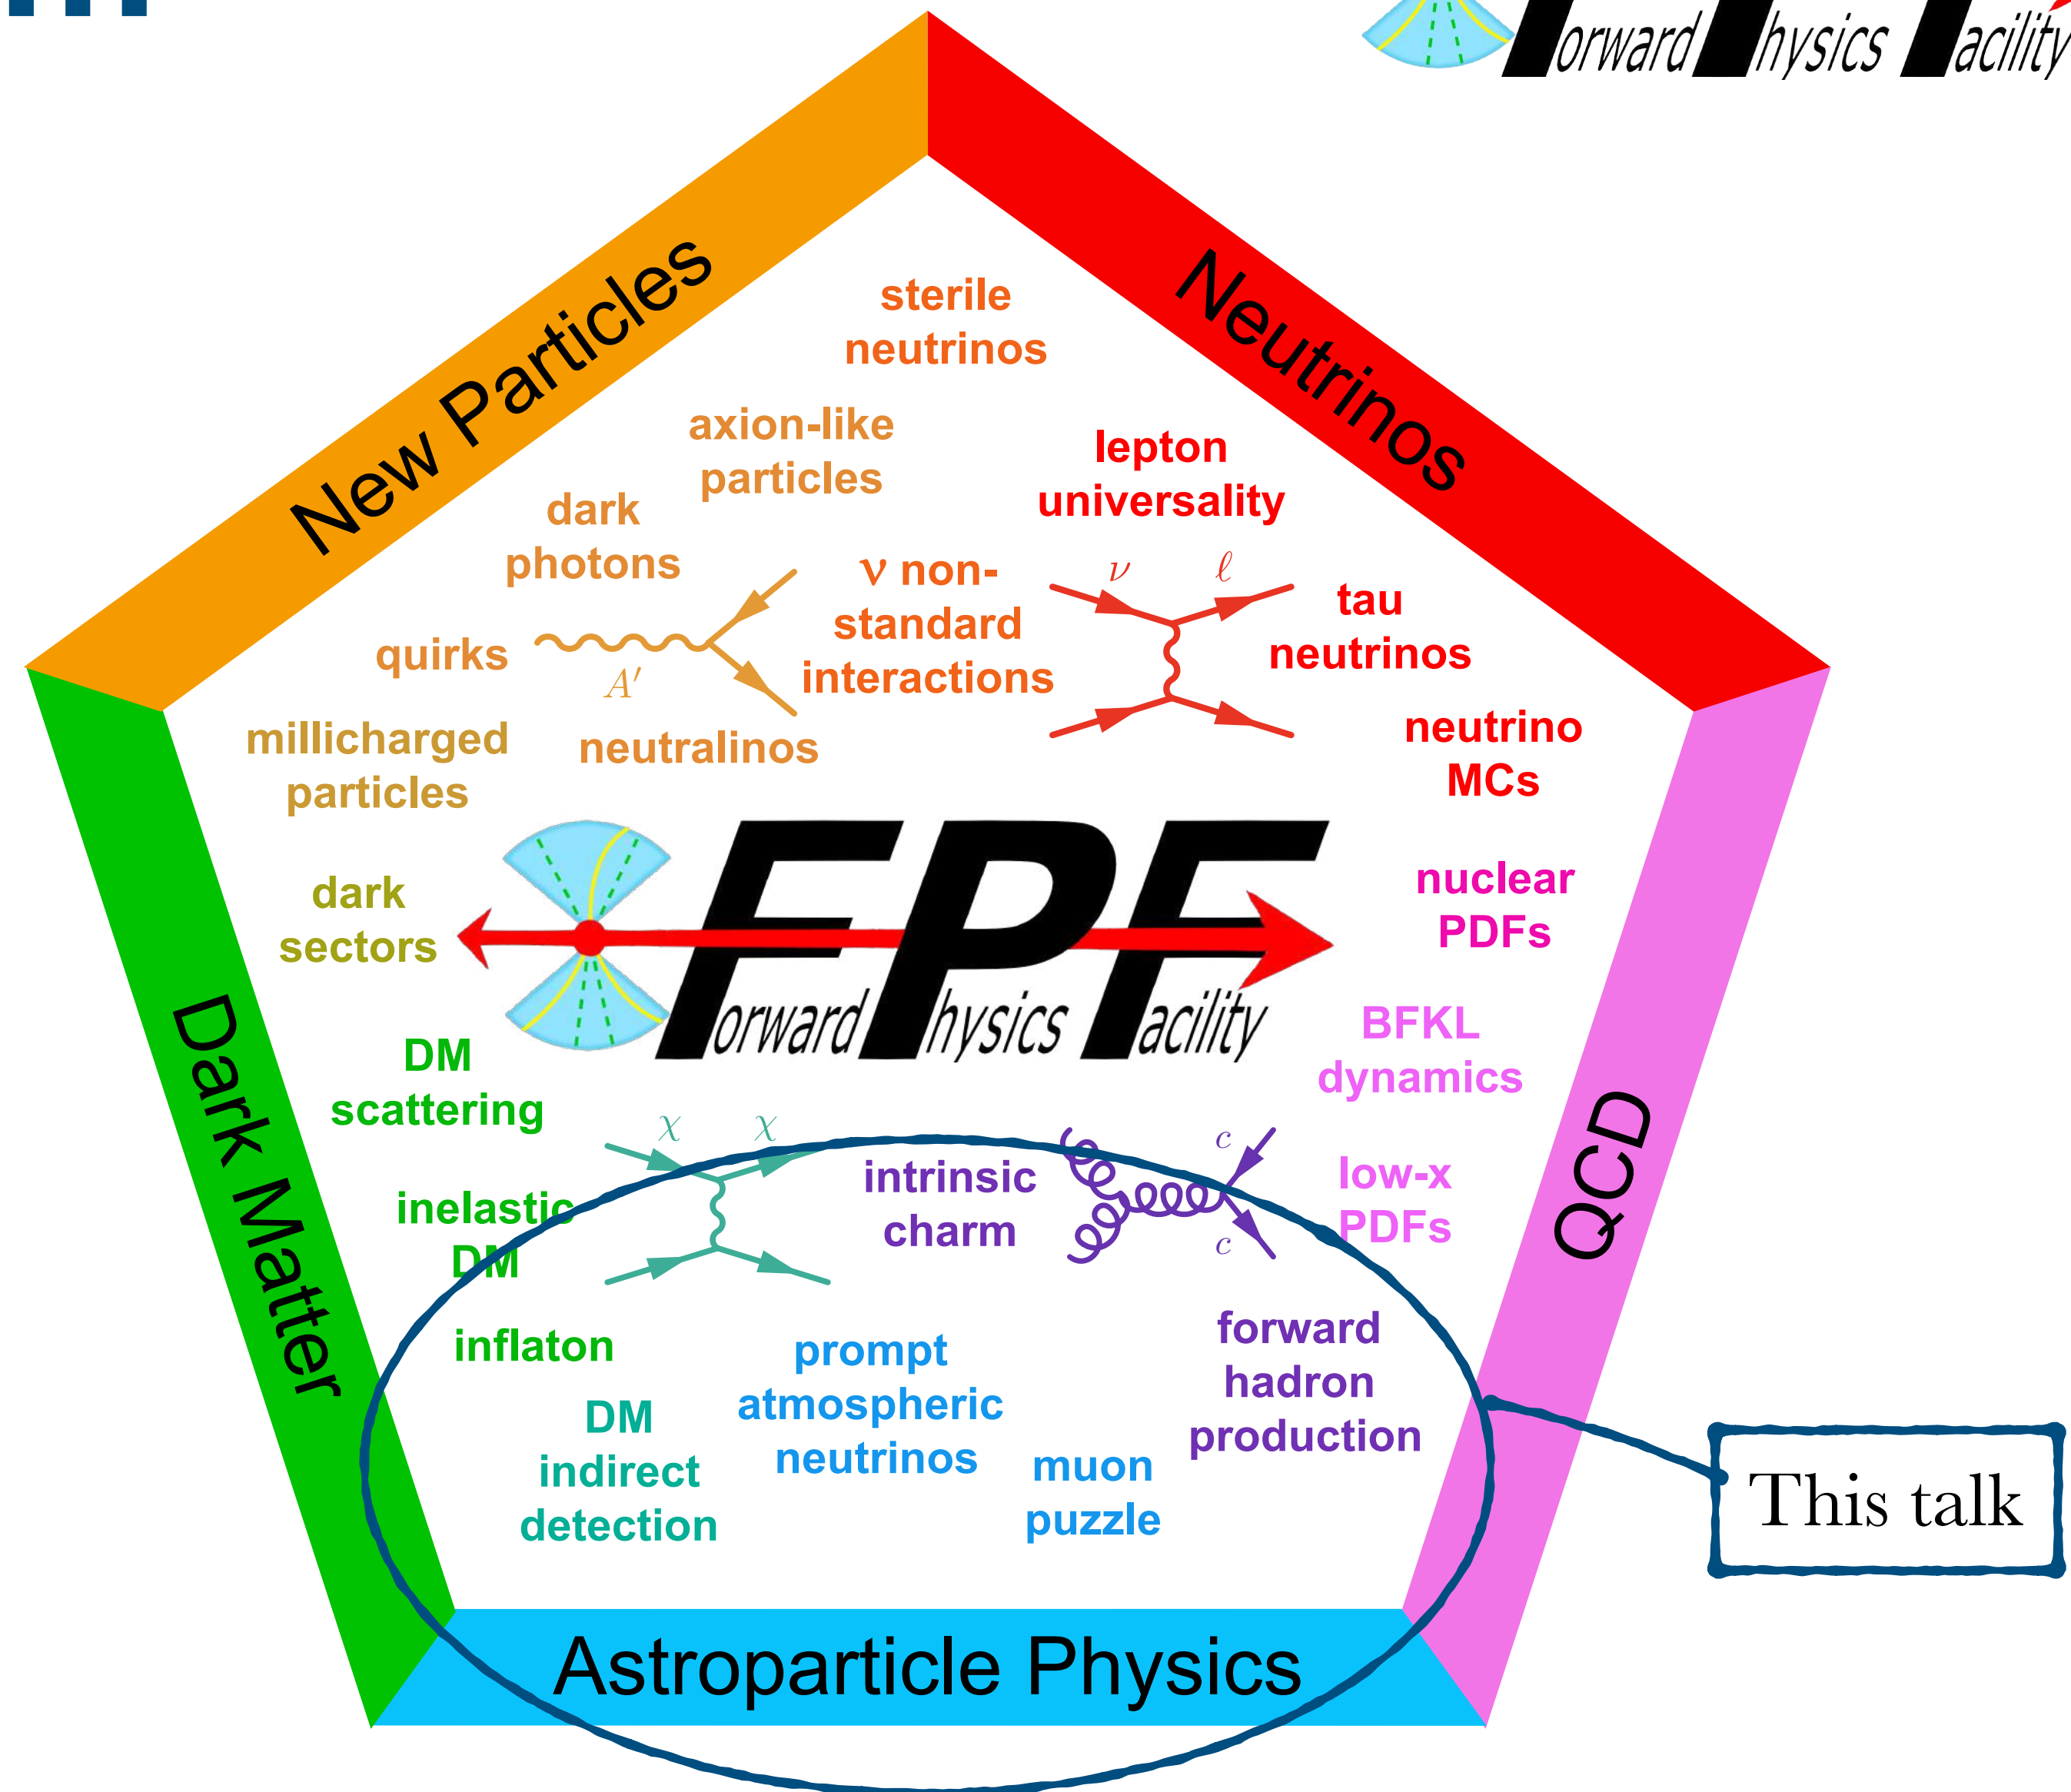 Forward Physics Facility
New Particles
Neutrinos
sterile
neutrinos
axion-like
particles
lepton
universality
dark
photons
ν non-
standard
interactions
ν ℓ
tau
neutrinos
quirks
A′
millicharged
particles
neutralinos
neutrino
MCs
dark
sectors
FPF
Forward Physics Facility
nuclear
PDFs
Dark Matter
DM
scattering
BFKL
dynamics
QCD
χ χ
c
intrinsic
charm
low-x
PDFs
inelastic
DM
c
inflaton
prompt
atmospheric
neutrinos
forward
hadron
production
DM
indirect
detection
muon
puzzle
This talk
Astroparticle Physics